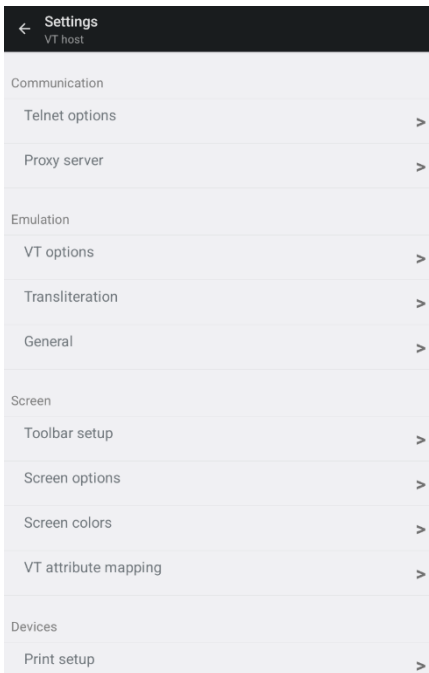 Settings
VT host
Communication
Telnet options >
Proxy server >
Emulation
VT options >
Transliteration >
General >
Screen
Toolbar setup >
Screen options >
Screen colors >
VT attribute mapping >
Devices
Print setup >